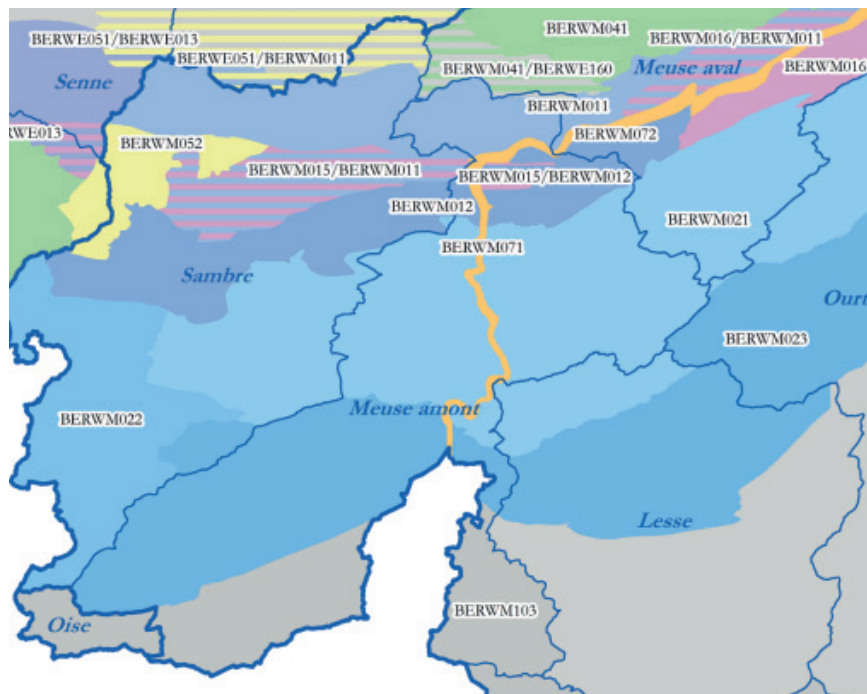 BERWM041
BERWM016/BERWM011
BERWE051/BERWE013
BERWE051/BERWM011
Meuse aval
BERWM016
BERWM041/BERWE160
Senne
BERWM011
RWE013
BERWM072
BERWM052
BERWM015/BERWM011
BERWM015/BERWM012
BERWM012
BERWM021
BERWM071
Sambre
Ourt
BERWM023
Meuse amont
BERWM022
Lesse
BERWM103
Oise